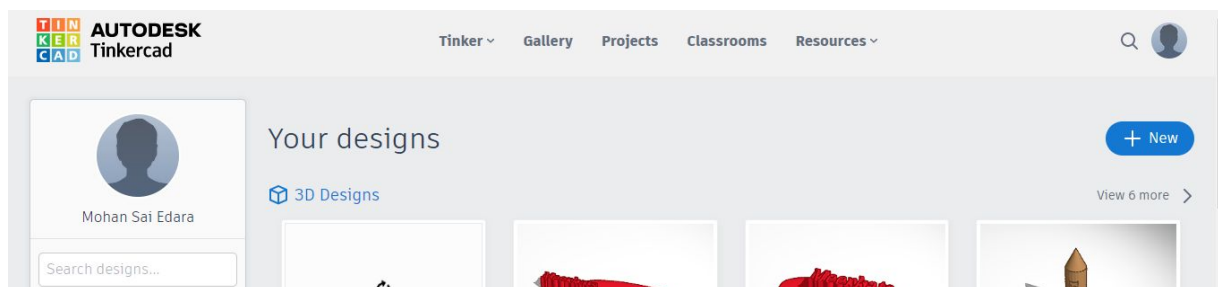 TIN
KER
CAD
AUTODESK
Tinkercad
Tinker Gallery Projects Classrooms Resources
Your designs
+ New
3D Designs
View 6 more
Mohan Sai Edara
Search designs...